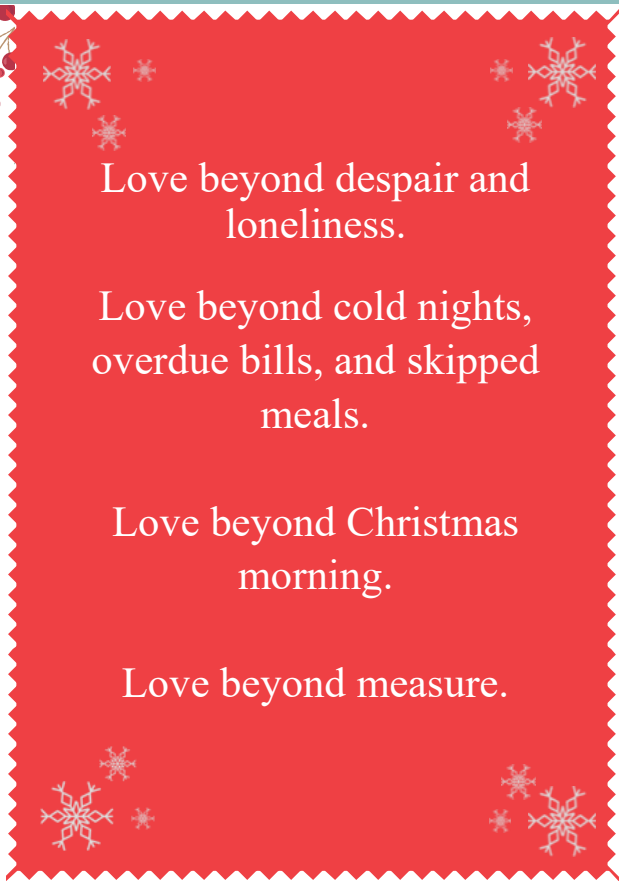 Love beyond despair and
loneliness.
Love beyond cold nights,
overdue bills, and skipped
meals.
Love beyond Christmas
morning.
Love beyond measure.